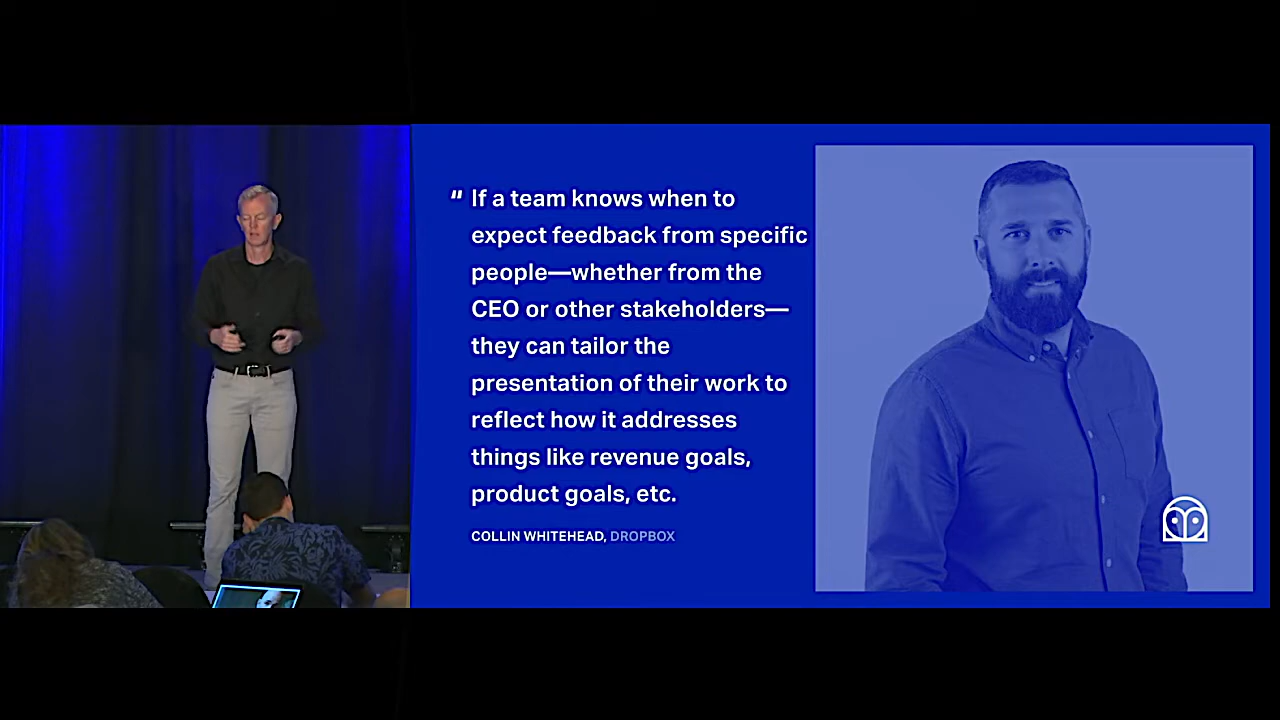 " If a team knows when to
expect feedback from specific
people—whether from the
CEO or other stakeholders—
they can tailor the
presentation of their work to
reflect how it addresses
things like revenue goals,
product goals, etc.
COLLIN WHITEHEAD, DROPBOX